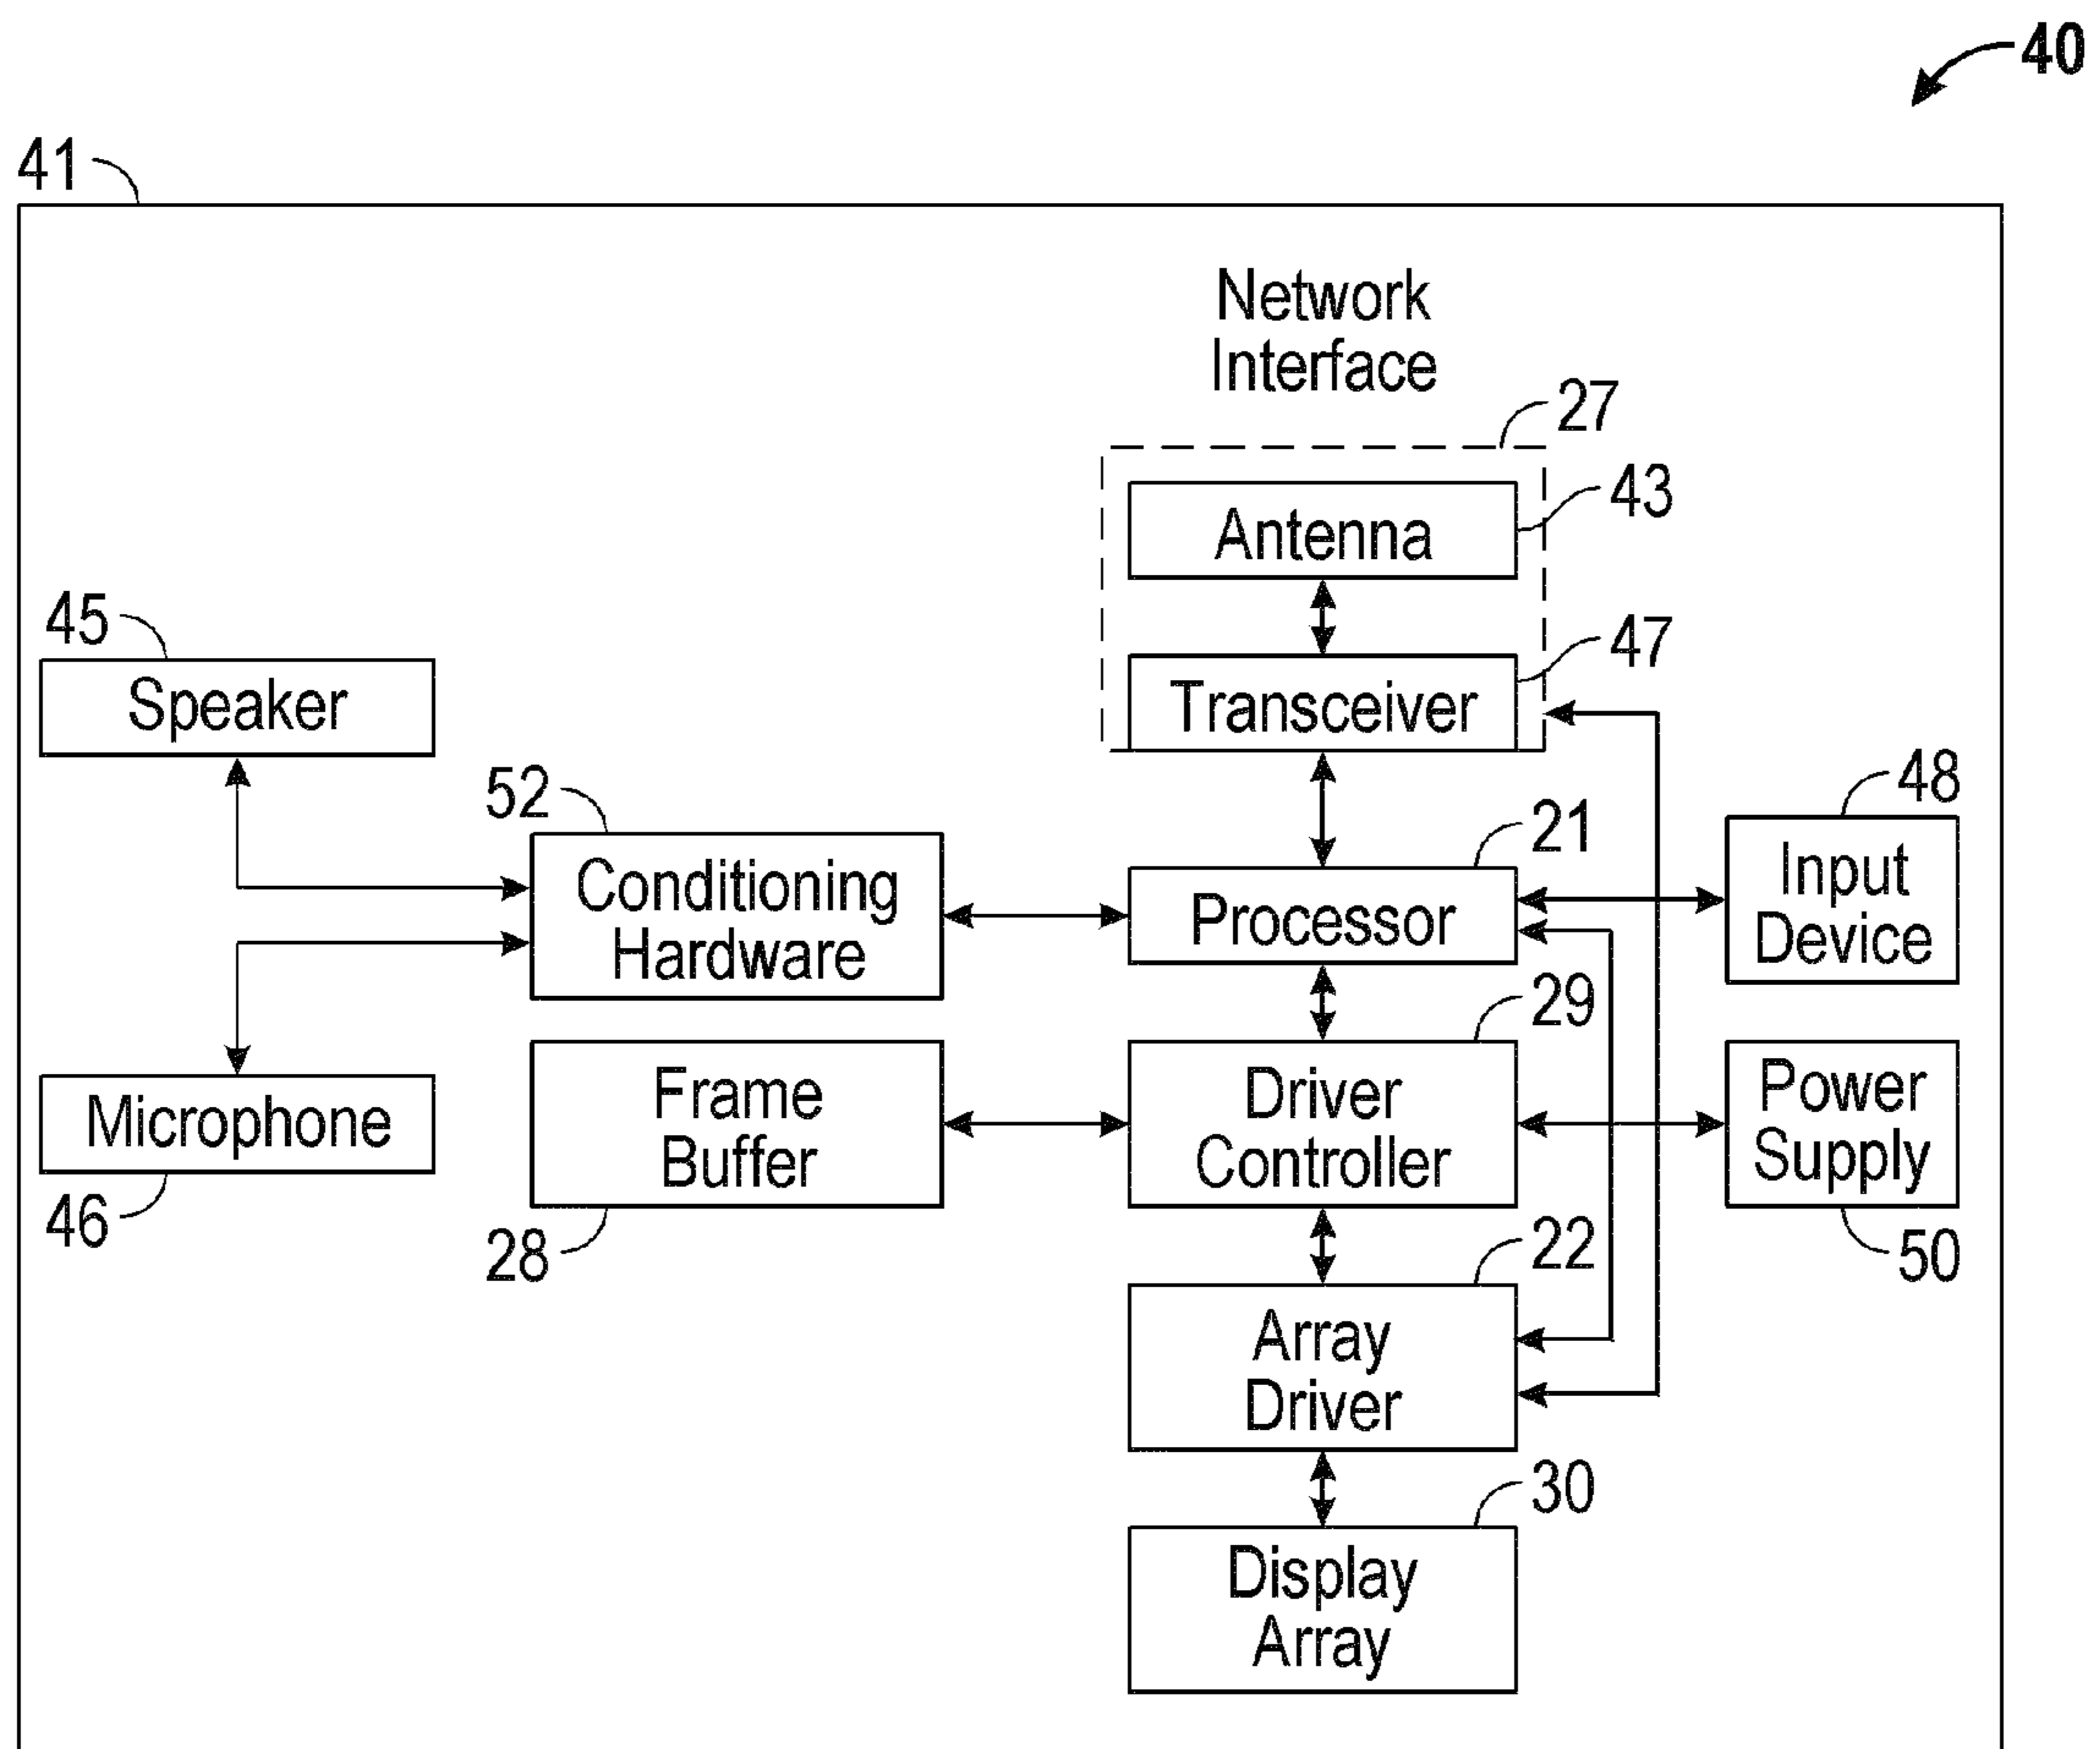 40
41
Network
Interface
27
Antenna
43
45
Speaker
47
Transceiver
52
Conditioning
Hardware
21
Processor
48
Input
Device
Microphone
46
Frame
Buffer
28
29
Driver
Controller
Power
Supply
50
22
Array
Driver
30
Display
Array